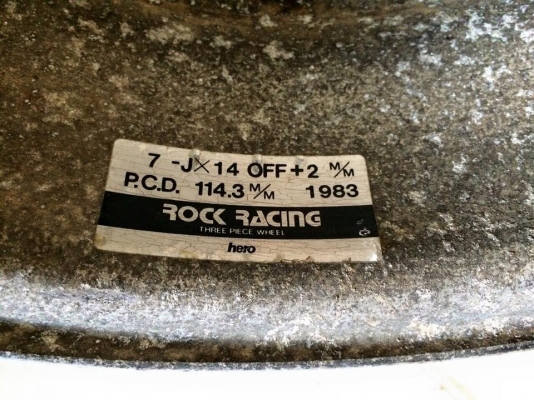 7 -J×14 OFF+2 M/M
P.C.D. 114.3 M/M 1983
ROCK RACING
THREE PIECE WHEEL
hero